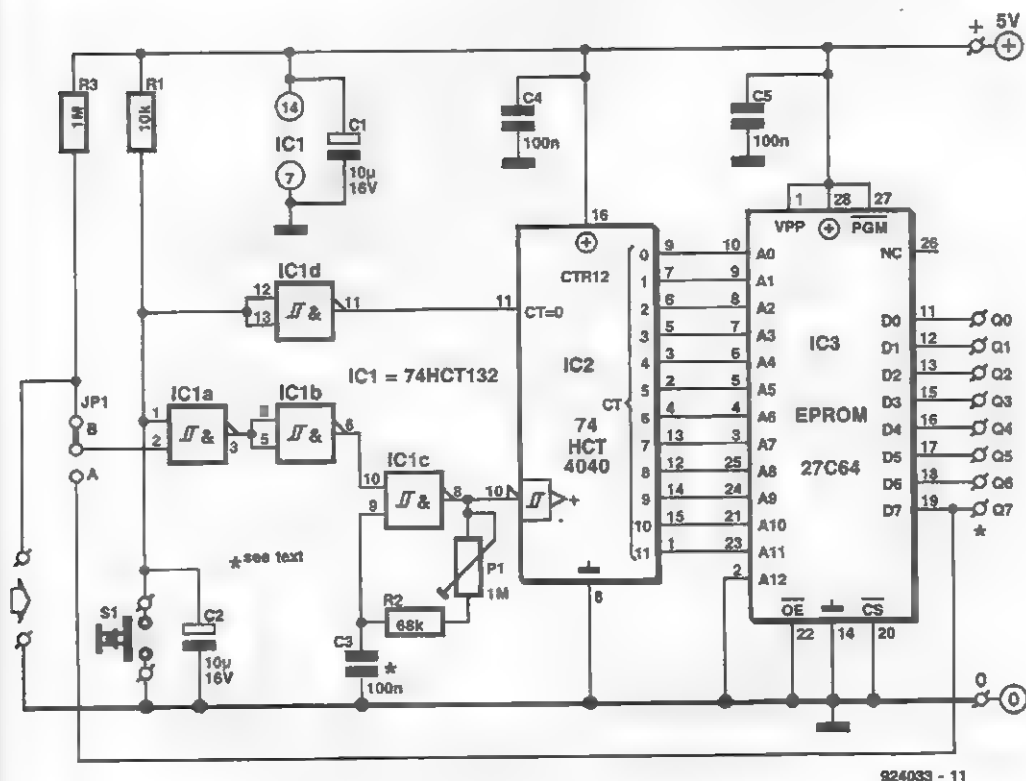 + 5V
+
R3
1M
R1
10k
14
IC1
7
C1
10µ
16V
C4
100n
C5
100n
16
+
CTR12
11 CT=0
IC2
74
HCT
4040
CT
0 9
1 7
2 6
3 5
4 3
5 2
6 4
7 13
8 12
9 14
10 15
11 1
8
10
+
1 28 27
VPP + PGM
NC 26
10 A0
9 A1
8 A2
7 A3
6 A4
5 A5
4 A6
3 A7
25 A8
24 A9
21 A10
23 A11
2 A12
IC3
EPROM
27C64
D0 11 Q0
D1 12 Q1
D2 13 Q2
D3 15 Q3
D4 16 Q4
D5 17 Q5
D6 18 Q6
D7 19 Q7
*
OE CS
22 14 20
IC1d
12
13
&
11
IC1 = 74HCT132
IC1a
1
2
&
3
IC1b
5
&
6
IC1c
10
9
&
8
JP1
B
A
P1
1M
R2
68k
C3
*
100n
*see text
S1
C2
10µ
16V
0
0
924033 - 11